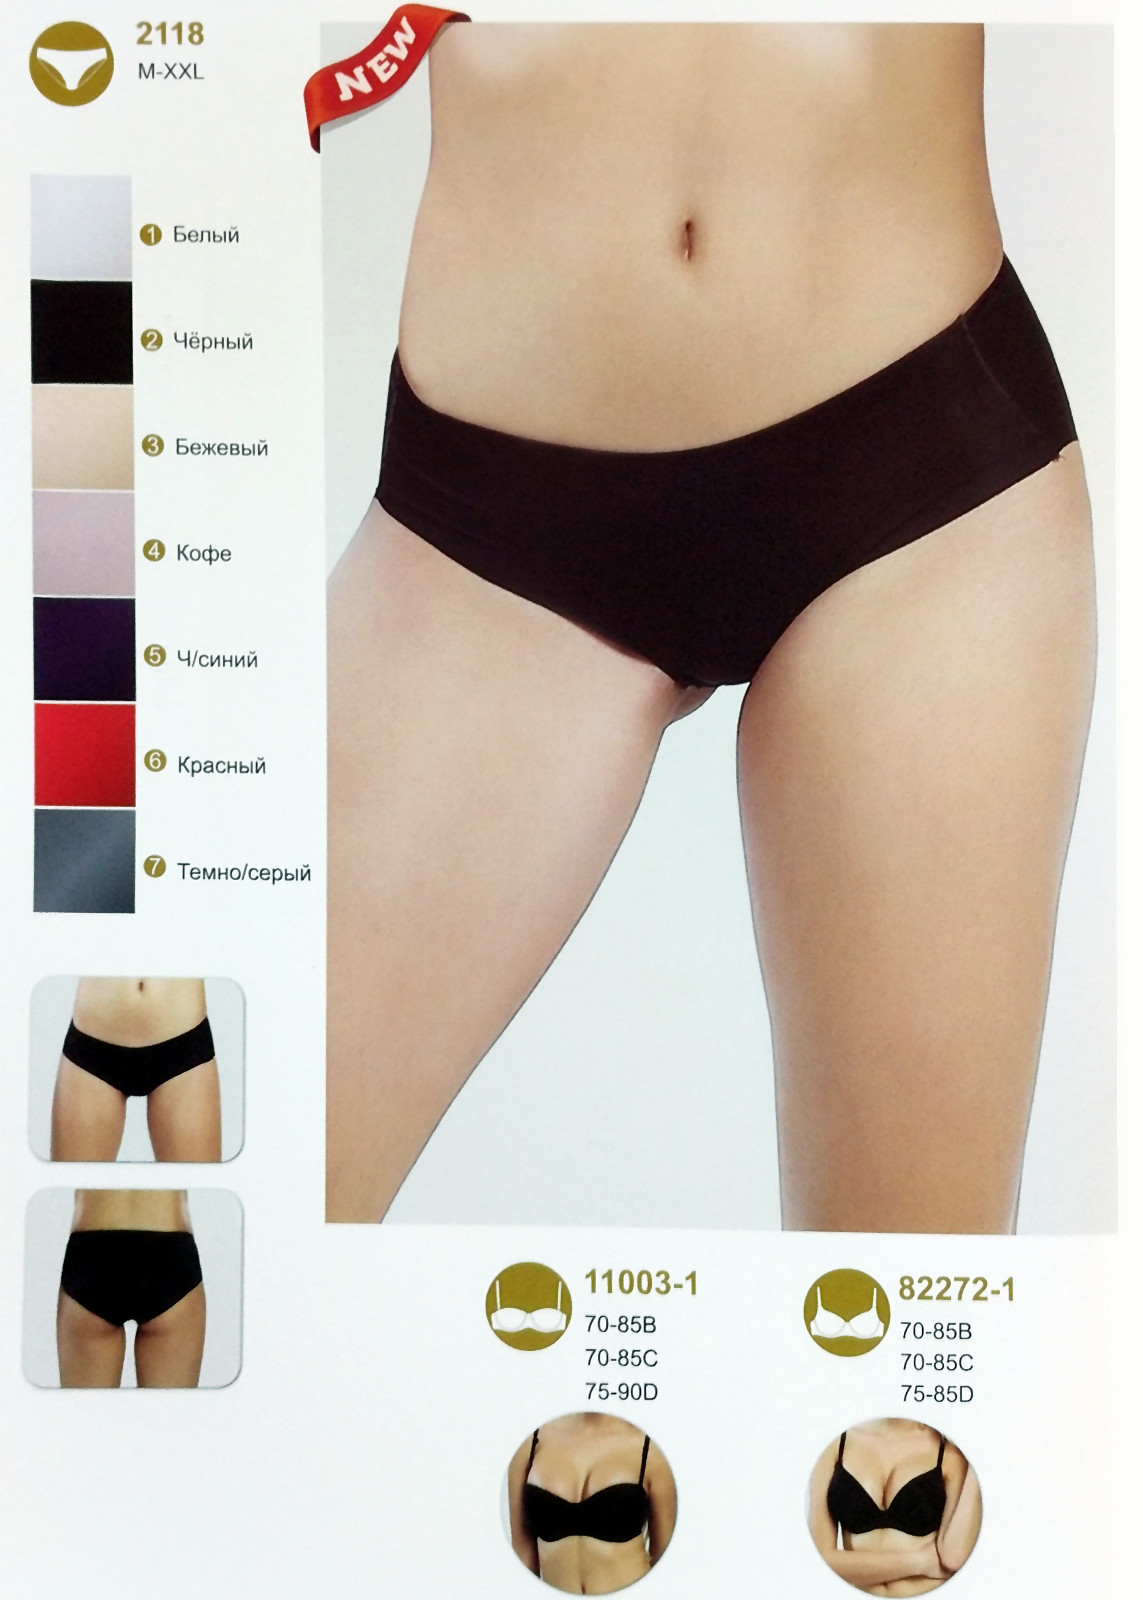 2118
M-XXL
NEW
1 Белый
2 Чёрный
3 Бежевый
4 Кофе
5 Ч/синий
6 Красный
7 Темно/серый
11003-1
70-85B
70-85C
75-90D
82272-1
70-85B
70-85C
75-85D